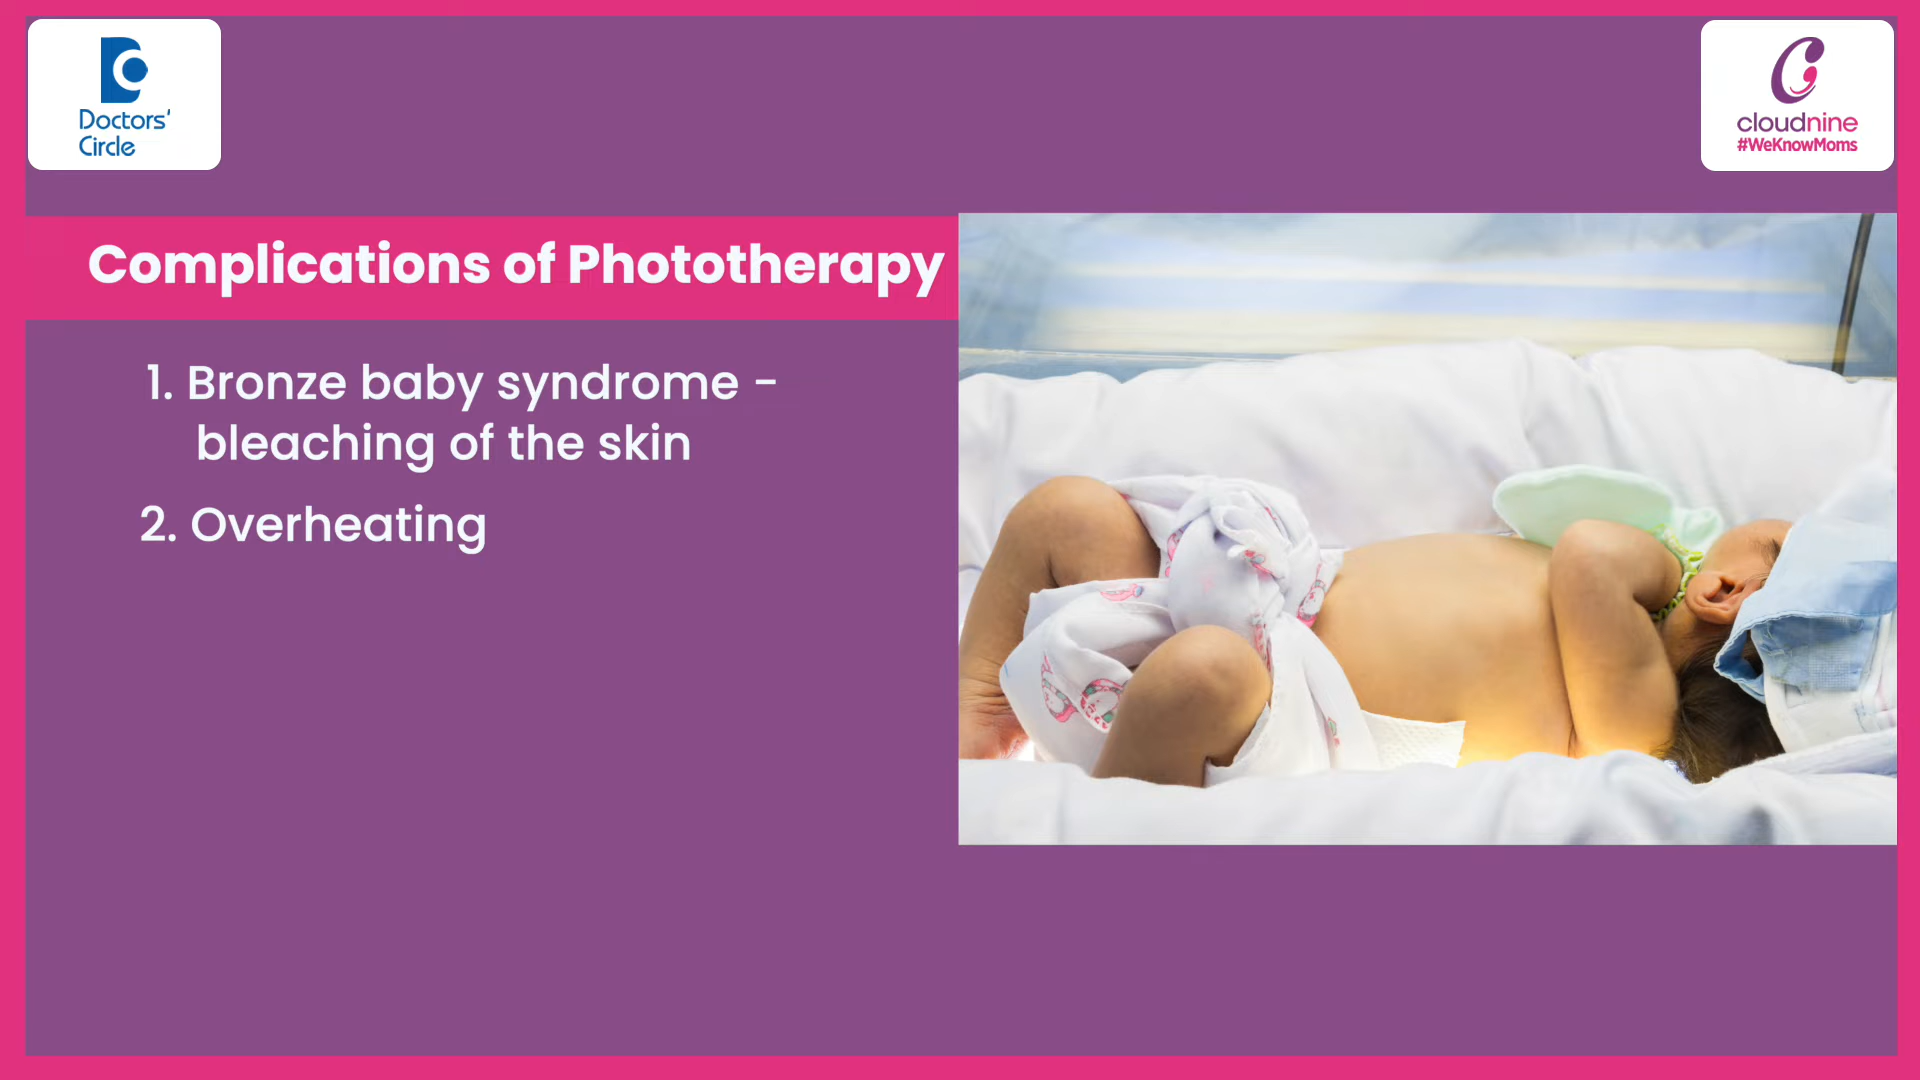 Doctors'
Circle
cloudnine
#WeKnowMoms
Complications of Phototherapy
1. Bronze baby syndrome -
bleaching of the skin
2. Overheating